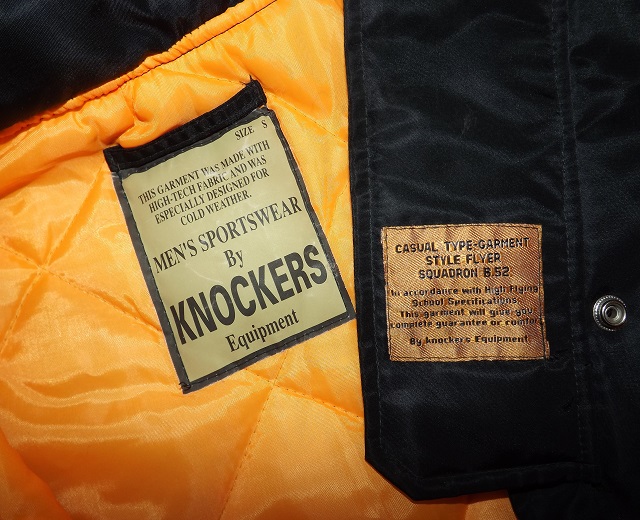 SIZE S
THIS GARMENT WAS MADE WITH
HIGH-TECH FABRIC AND WAS
ESPECIALLY DESIGNED FOR
COLD WEATHER.
MEN'S SPORTSWEAR
By
KNOCKERS
Equipment
CASUAL TYPE-GARMENT
STYLE FLYER
SQUADRON B.52.
In accordance with High-Flying
School Specifications.
This garment will give you
complete guarantee or comfort
By knockers Equipment.